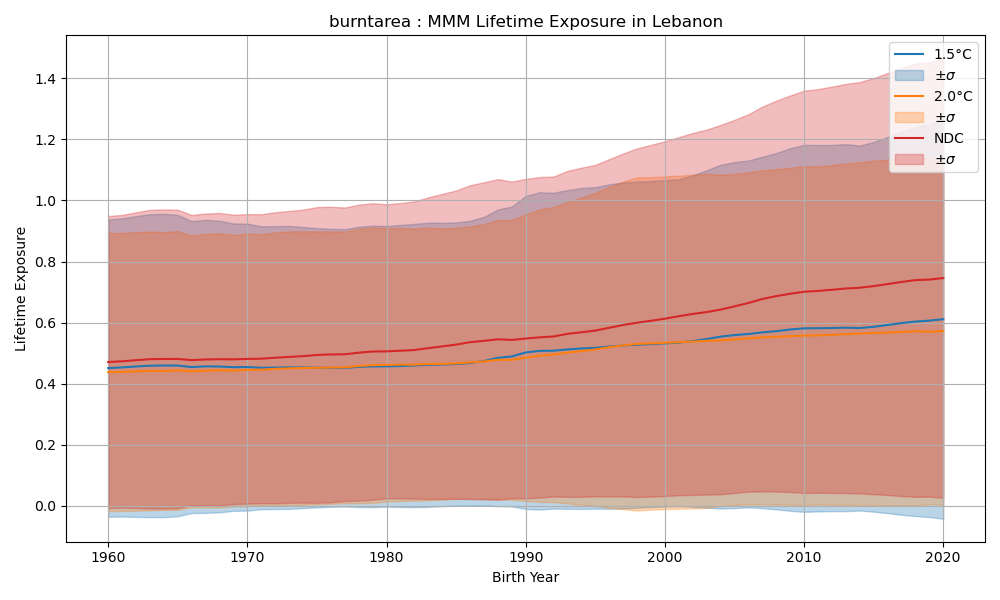 burntarea : MMM Lifetime Exposure in Lebanon
1.5°C
±σ
2.0°C
±σ
NDC
±σ
Lifetime Exposure
1.4
1.2
1.0
0.8
0.6
0.4
0.2
0.0
1960 1970 1980 1990 2000 2010 2020
Birth Year